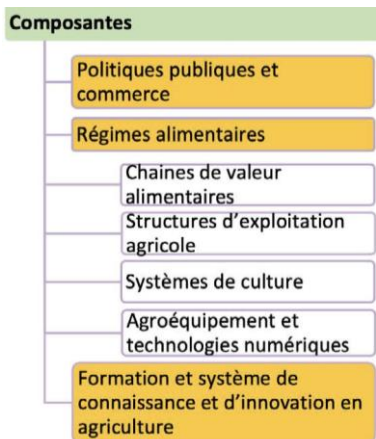 Composantes
Politiques publiques et
commerce
Régimes alimentaires
Chaines de valeur
alimentaires
Structures d'exploitation
agricole
Systèmes de culture
Agroéquipement et
technologies numériques
Formation et système de
connaissance et d'innovation en
agriculture